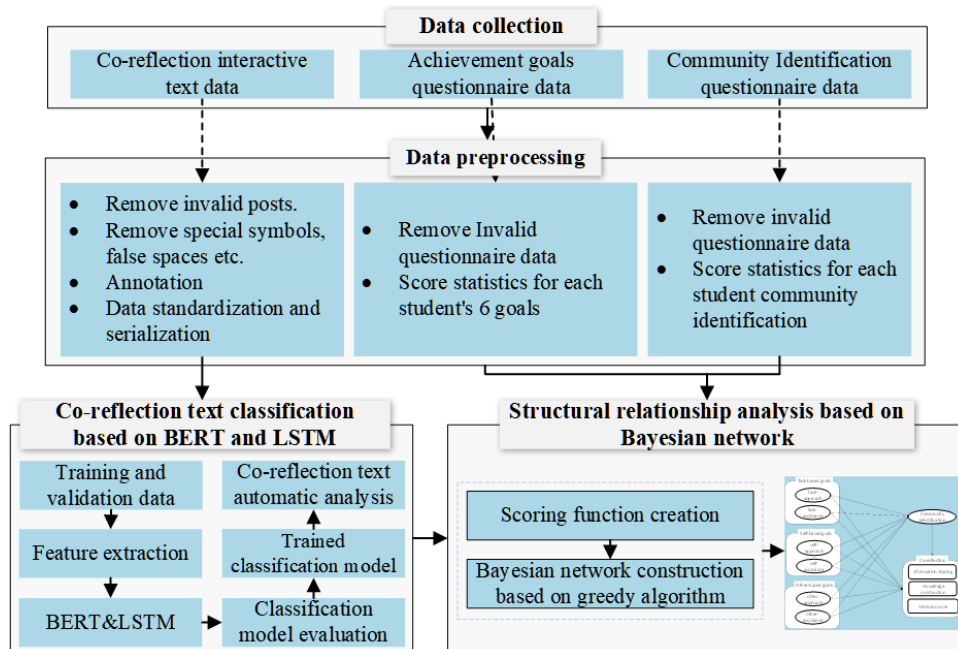 Data collection
Co-reflection interactive
text data
Achievement goals
questionnaire data
Community Identification
questionnaire data
Data preprocessing
• Remove invalid posts.
• Remove special symbols,
false spaces etc.
• Annotation
• Data standardization and
serialization
• Remove Invalid
questionnaire data
• Score statistics for each
student's 6 goals
• Remove invalid
questionnaire data
• Score statistics for each
student community
identification
Co-reflection text classification
based on BERT and LSTM
Training and
validation data
Feature extraction
BERT&LSTM
Classification
model evaluation
Trained
classification model
Co-reflection text
automatic analysis
Structural relationship analysis based on
Bayesian network
Scoring function creation
Bayesian network construction
based on greedy algorithm
Task-based goals
Self-based goals
Other-based goals
Community
identification
Co-reflection
Information sharing
Knowledge
construction